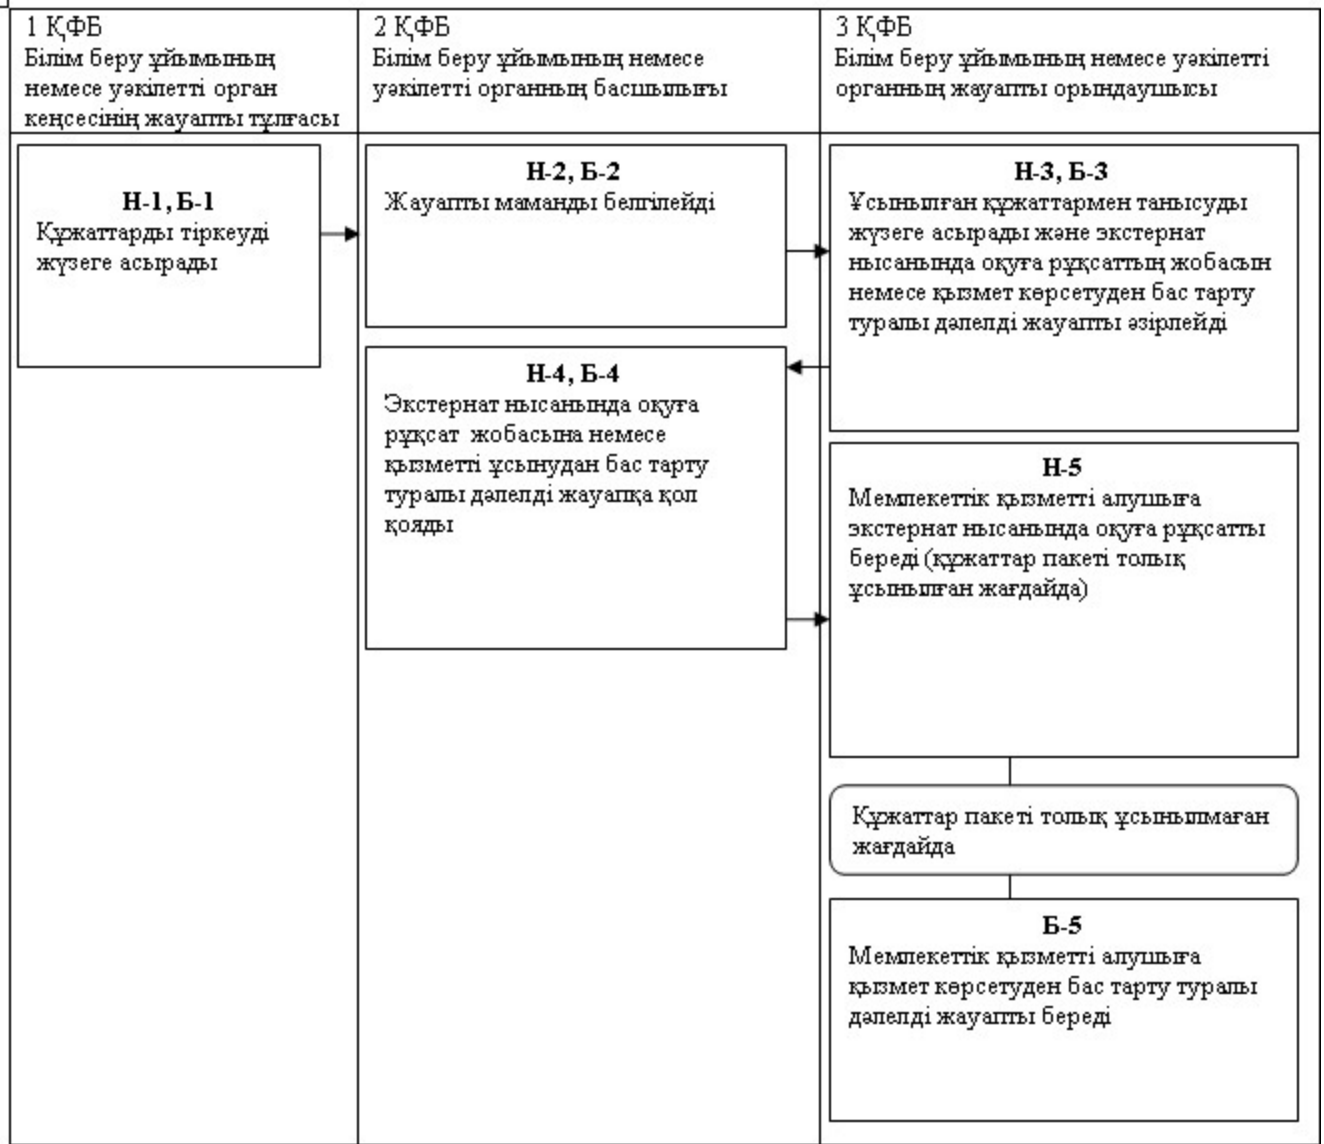 1 ҚФБ
Білім беру ұйымының
немесе уәкілетті орган
кеңсесінің жауапты тұлғасы
2 ҚФБ
Білім беру ұйымының немесе
уәкілетті органның басшылығы
3 ҚФБ
Білім беру ұйымының немесе уәкілетті
органның жауапты орындаушысы
Н-1, Б-1
Құжаттарды тіркеуді
жүзеге асырады
Н-2, Б-2
Жауапты маманды белгілейді
Н-3, Б-3
Ұсынылған құжаттармен танысуды
жүзеге асырады және экстернат
нысанында оқуға рұқсаттың жобасын
немесе қызмет көрсетуден бас тарту
туралы дәлелді жауапты әзірлейді
Н-4, Б-4
Экстернат нысанында оқуға
рұқсат жобасына немесе
қызметті ұсынудан бас тарту
туралы дәлелді жауапқа қол
қояды
Н-5
Мемлекеттік қызметті алушыға
экстернат нысанында оқуға рұқсатты
береді (құжаттар пакеті толық
ұсынылған жағдайда)
Құжаттар пакеті толық ұсынылмаған
жағдайда
Б-5
Мемлекеттік қызметті алушыға
қызмет көрсетуден бас тарту туралы
дәлелді жауапты береді